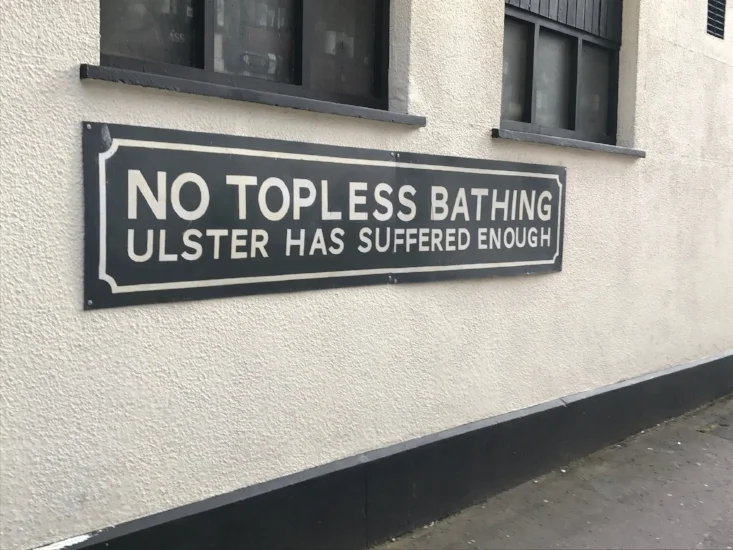 NO TOPLESS BATHING
ULSTER HAS SUFFERED ENOUGH